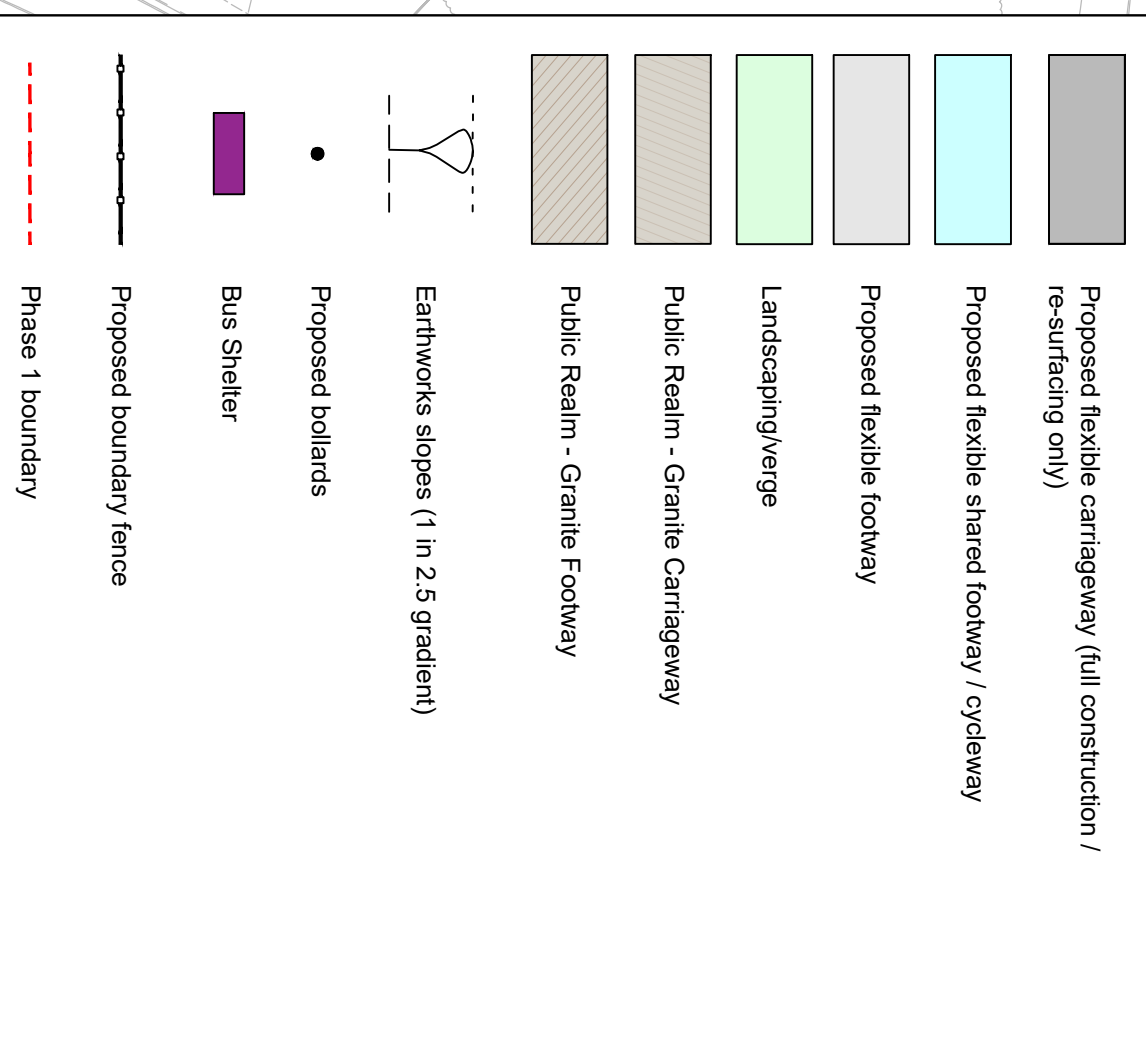 Proposed flexible carriageway (full construction /
re-surfacing only)
Proposed flexible shared footway / cycleway
Proposed flexible footway
Landscaping/verge
Public Realm - Granite Carriageway
Public Realm - Granite Footway
Earthworks slopes (1 in 2.5 gradient)
Proposed bollards
Bus Shelter
Proposed boundary fence
Phase 1 boundary